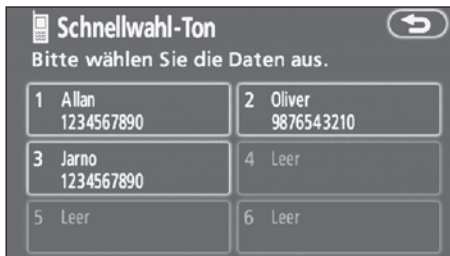 Schnellwahl-Ton
Bitte wählen Sie die Daten aus.
1 Allan
1234567890
2 Oliver
9876543210
3 Jarno
1234567890
4 Leer
5 Leer
6 Leer